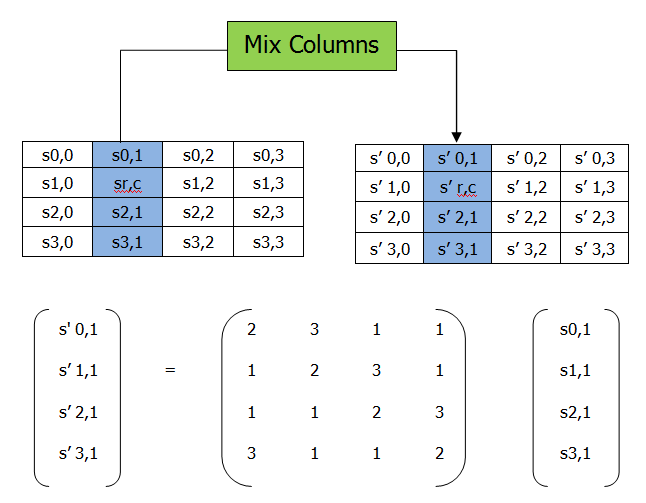 Mix Columns
s0,0 s0,1 s0,2 s0,3
s1,0 sr,c s1,2 s1,3
s2,0 s2,1 s2,2 s2,3
s3,0 s3,1 s3,2 s3,3
s’ 0,0 s’ 0,1 s’ 0,2 s’ 0,3
s’ 1,0 s’ r,c s’ 1,2 s’ 1,3
s’ 2,0 s’ 2,1 s’ 2,2 s’ 2,3
s’ 3,0 s’ 3,1 s’ 3,2 s’ 3,3
s' 0,1 2 3 1 1 s0,1
s’ 1,1 = 1 2 3 1 s1,1
s’ 2,1 1 1 2 3 s2,1
s’ 3,1 3 1 1 2 s3,1